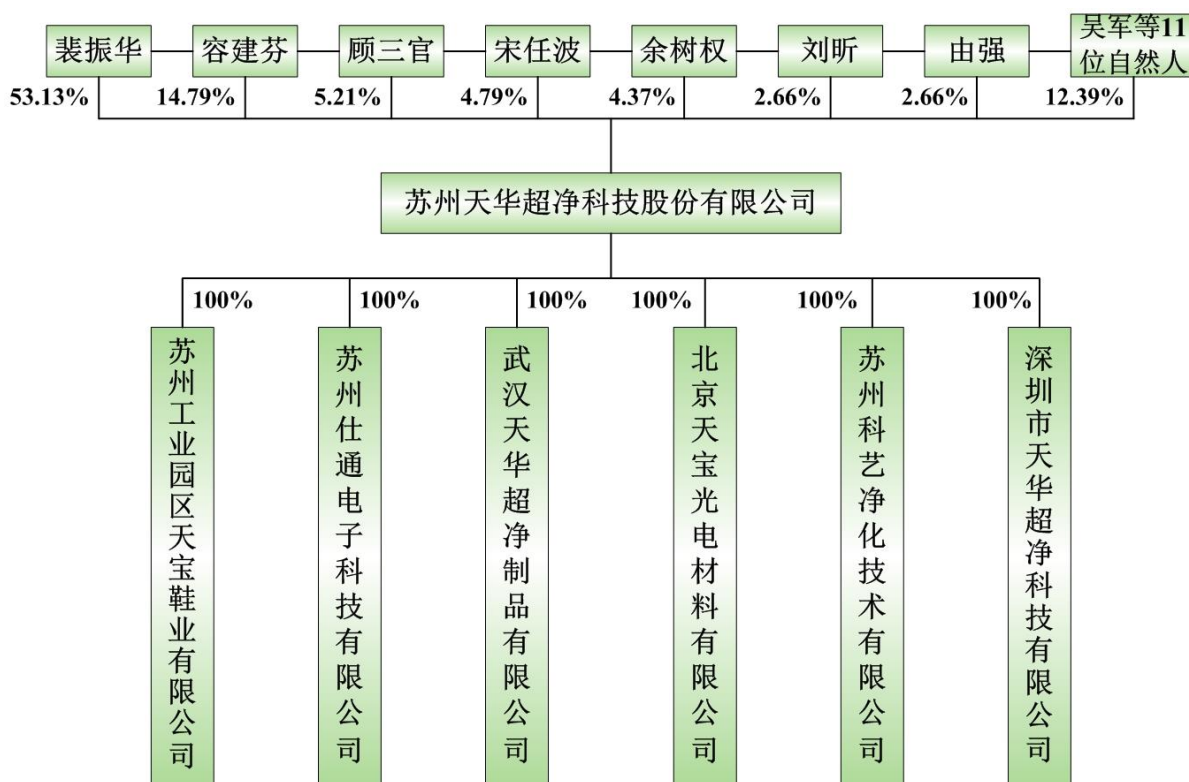 裴振华
容建芬
顾三官
宋任波
余树权
刘昕
由强
吴军等11
位自然人
53.13%
14.79%
5.21%
4.79%
4.37%
2.66%
2.66%
12.39%
苏州天华超净科技股份有限公司
100%
100%
100%
100%
100%
100%
苏州工业园区天宝鞋业有限公司
苏州仕通电子科技有限公司
武汉天华超净制品有限公司
北京天宝光电材料有限公司
苏州科艺净化技术有限公司
深圳市天华超净科技有限公司